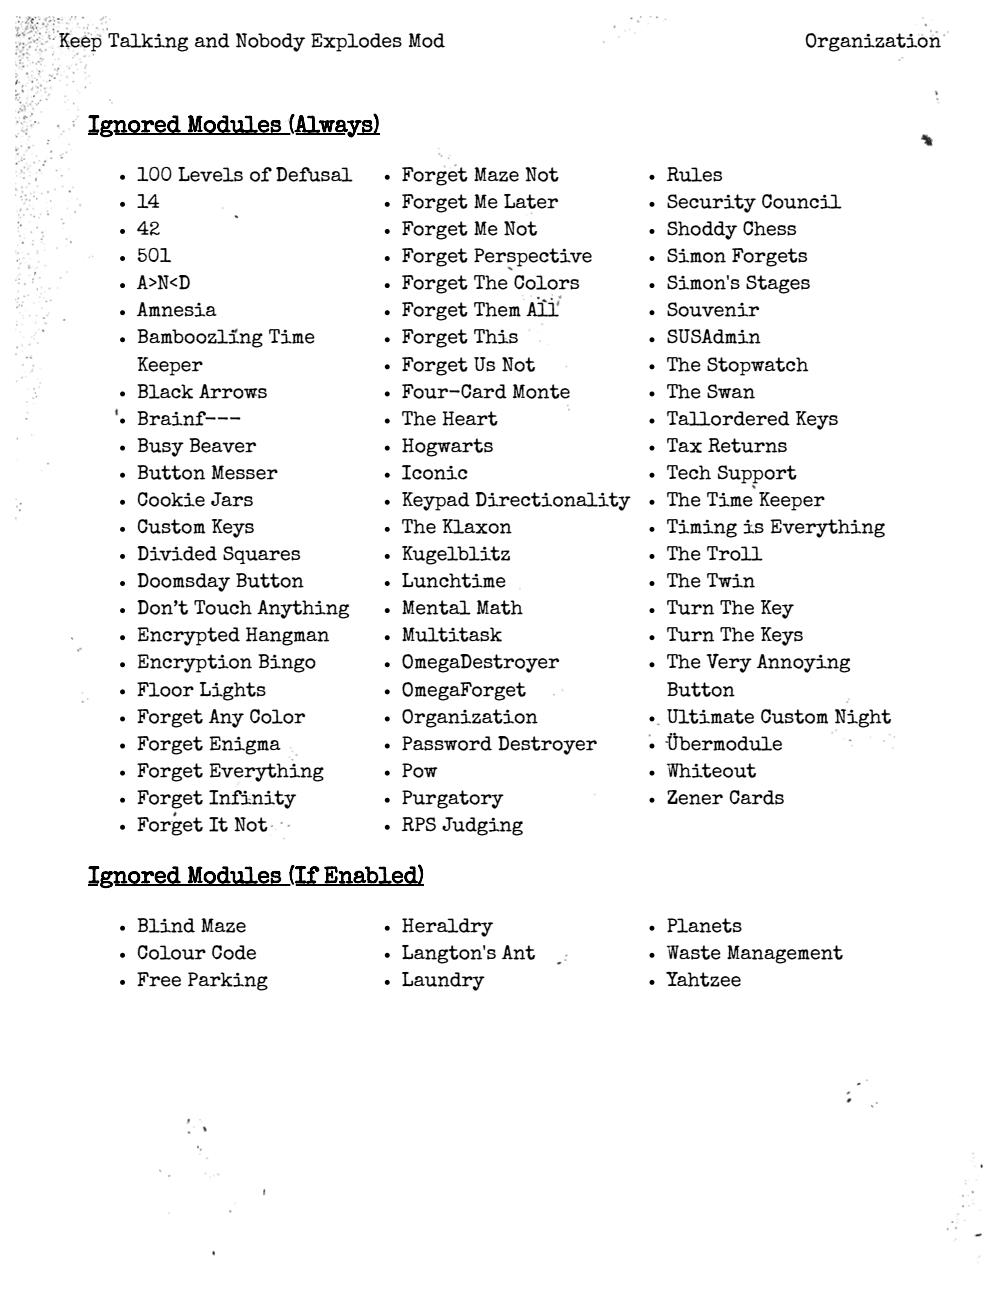 Keep Talking and Nobody Explodes Mod
Organization
Ignored Modules (Always)
• 100 Levels of Defusal
• 14
• 42
• 501
• A>N<D
• Amnesia
• Bamboozling Time
Keeper
• Black Arrows
• Brainf---
• Busy Beaver
• Button Messer
• Cookie Jars
• Custom Keys
• Divided Squares
• Doomsday Button
• Don’t Touch Anything
• Encrypted Hangman
• Encryption Bingo
• Floor Lights
• Forget Any Color
• Forget Enigma
• Forget Everything
• Forget Infinity
• Forget It Not
• Forget Maze Not
• Forget Me Later
• Forget Me Not
• Forget Perspective
• Forget The Colors
• Forget Them All
• Forget This
• Forget Us Not
• Four-Card Monte
• The Heart
• Hogwarts
• Iconic
• Keypad Directionality
• The Klaxon
• Kugelblitz
• Lunchtime
• Mental Math
• Multitask
• OmegaDestroyer
• OmegaForget
• Organization
• Password Destroyer
• Pow
• Purgatory
• RPS Judging
• Rules
• Security Council
• Shoddy Chess
• Simon Forgets
• Simon's Stages
• Souvenir
• SUSAdmin
• The Stopwatch
• The Swan
• Tallordered Keys
• Tax Returns
• Tech Support
• The Time Keeper
• Timing is Everything
• The Troll
• The Twin
• Turn The Key
• Turn The Keys
• The Very Annoying
Button
• Ultimate Custom Night
• Übermodule
• Whiteout
• Zener Cards
Ignored Modules (If Enabled)
• Blind Maze
• Colour Code
• Free Parking
• Heraldry
• Langton's Ant
• Laundry
• Planets
• Waste Management
• Yahtzee